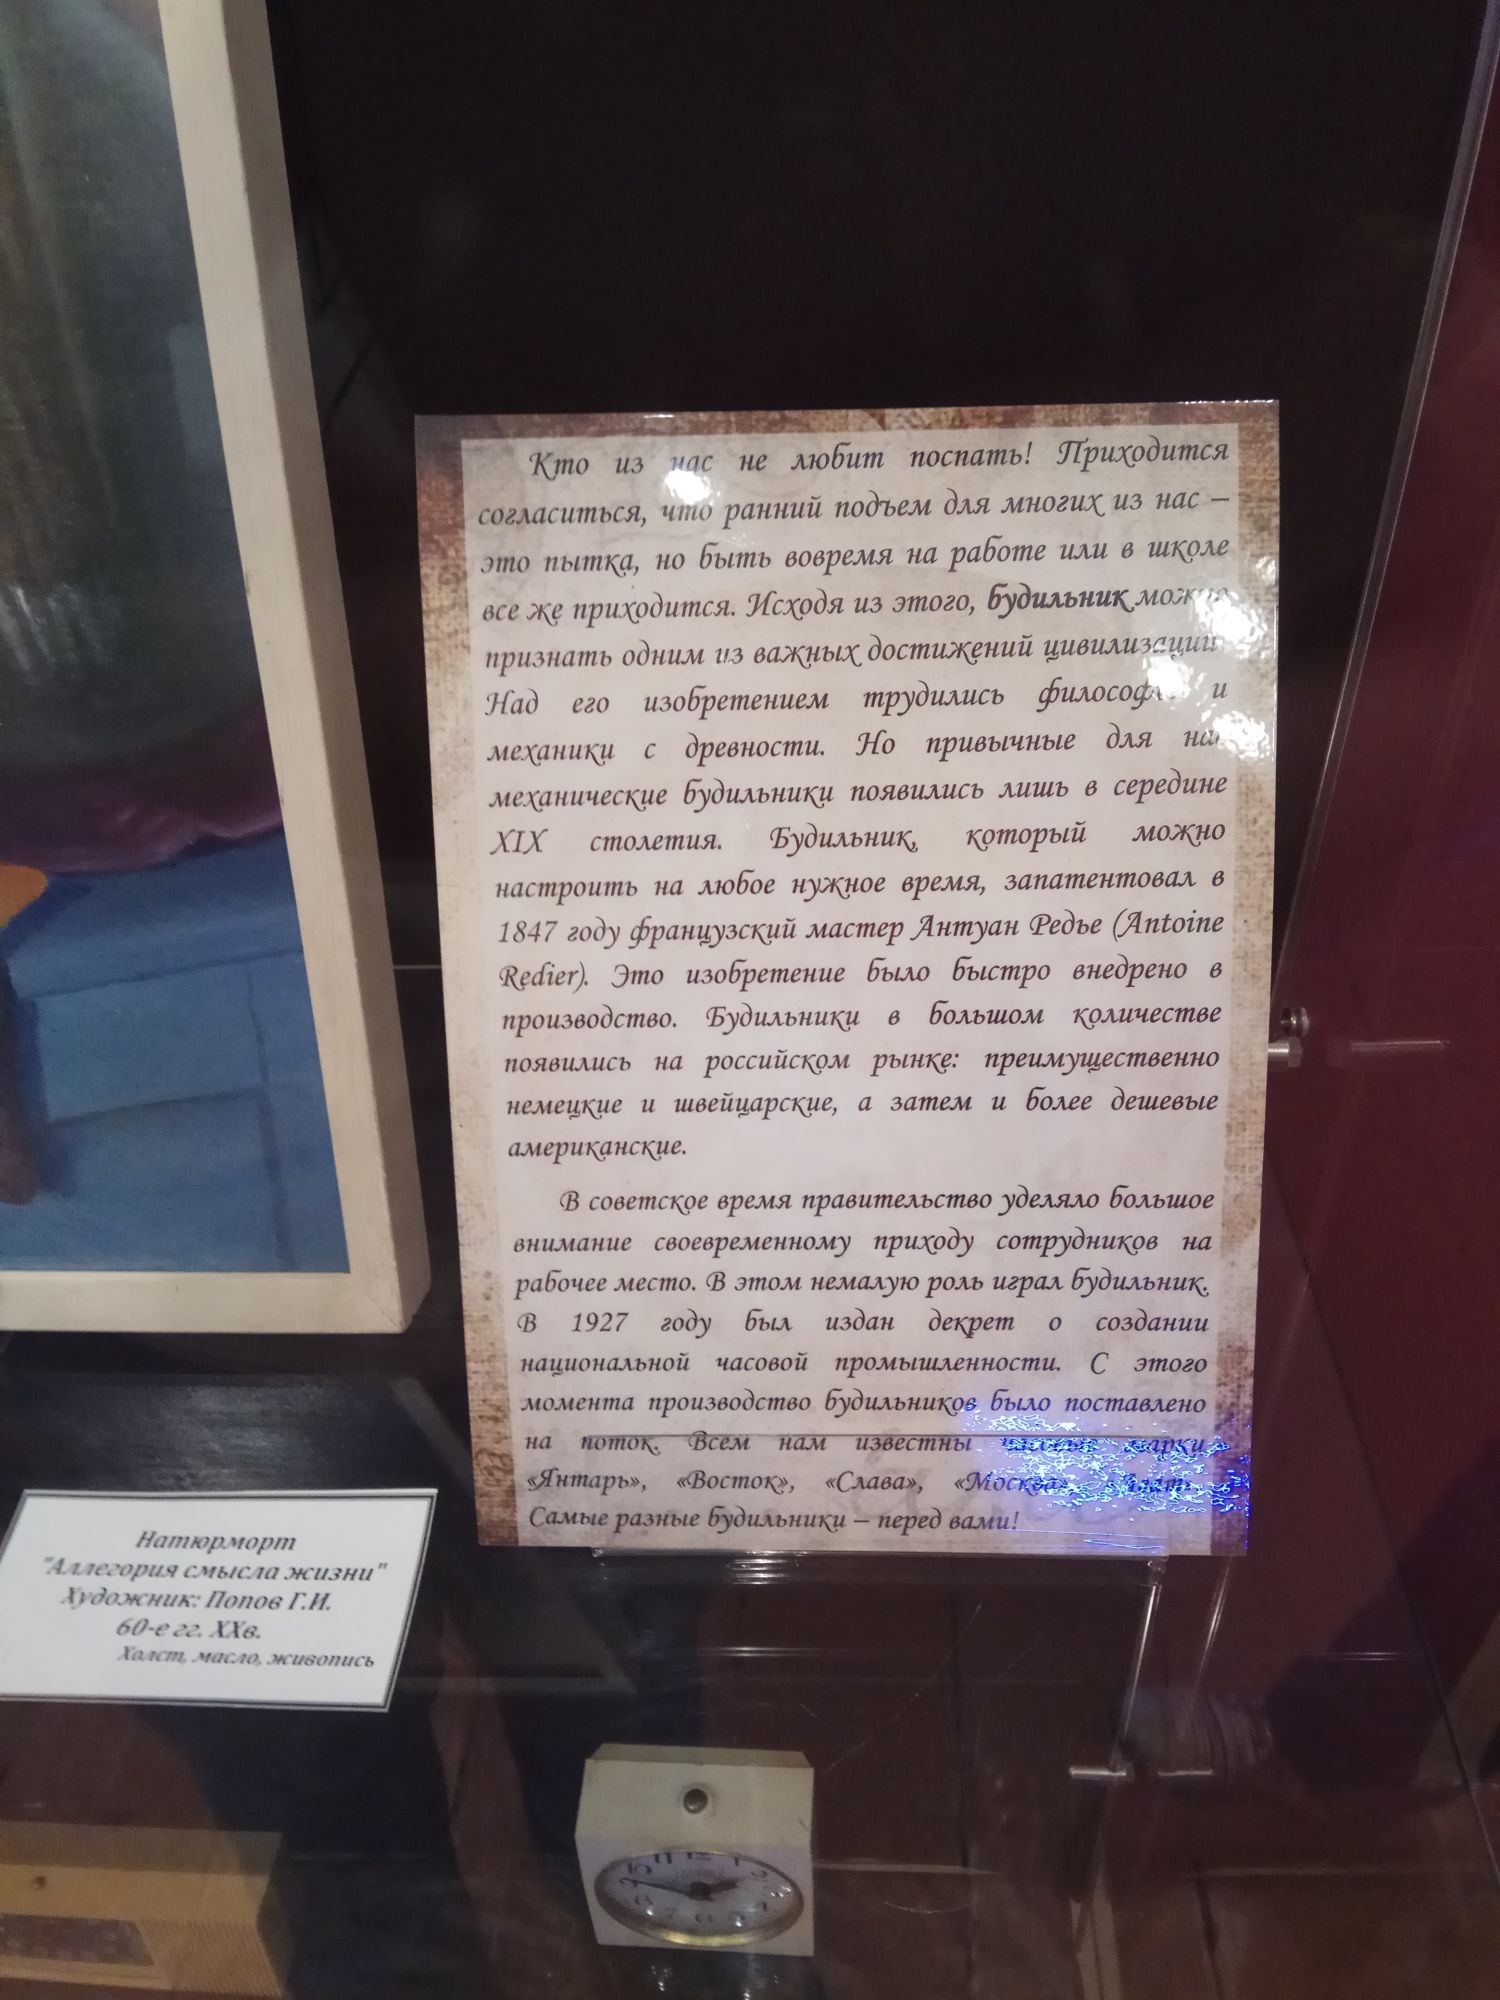 Кто из нас не любит поспать! Приходится
согласиться, что ранний подъем для многих из нас –
это пытка, но быть вовремя на работе или в школе
все же приходится. Исходя из этого, будильник можно
признать одним из важных достижений цивилизации.
Над его изобретением трудились философы и
механики с древности. Но привычные для нас
механические будильники появились лишь в середине
XIX столетия. Будильник, который можно
настроить на любое нужное время, запатентовал в
1847 году французский мастер Антуан Редье (Antoine
Redier). Это изобретение было быстро внедрено в
производство. Будильники в большом количестве
появились на российском рынке: преимущественно
немецкие и швейцарские, а затем и более дешевые
американские.
В советское время правительство уделяло большое
внимание своевременному приходу сотрудников на
рабочее место. В этом немалую роль играл будильник.
В 1927 году был издан декрет о создании
национальной часовой промышленности. С этого
момента производство будильников было поставлено
на поток. Всем нам известны часовые марки
«Янтарь», «Восток», «Слава», «Москва»,
Самые разные будильники – перед вами!
Натюрморт
"Аллегория смысла жизни"
Художник: Попов Г.И.
60-е гг. XXв.
Холст, масло, живопись